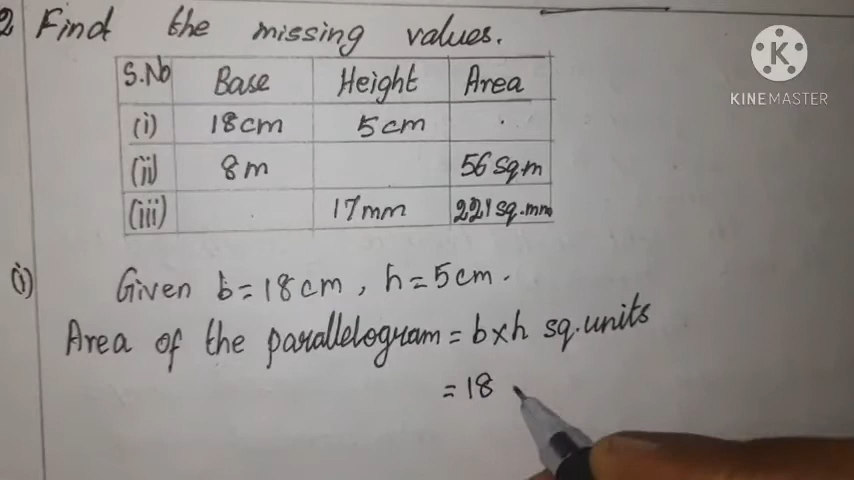 2 Find the missing values.
S.No Base Height Area
(i) 18cm 5cm
(ii) 8m 56 sq.m
(iii) 17mm 221 sq.mm
(i) Given b=18cm, h=5cm.
Area of the parallelogram = b×h sq.units
= 18
K
KINEMASTER